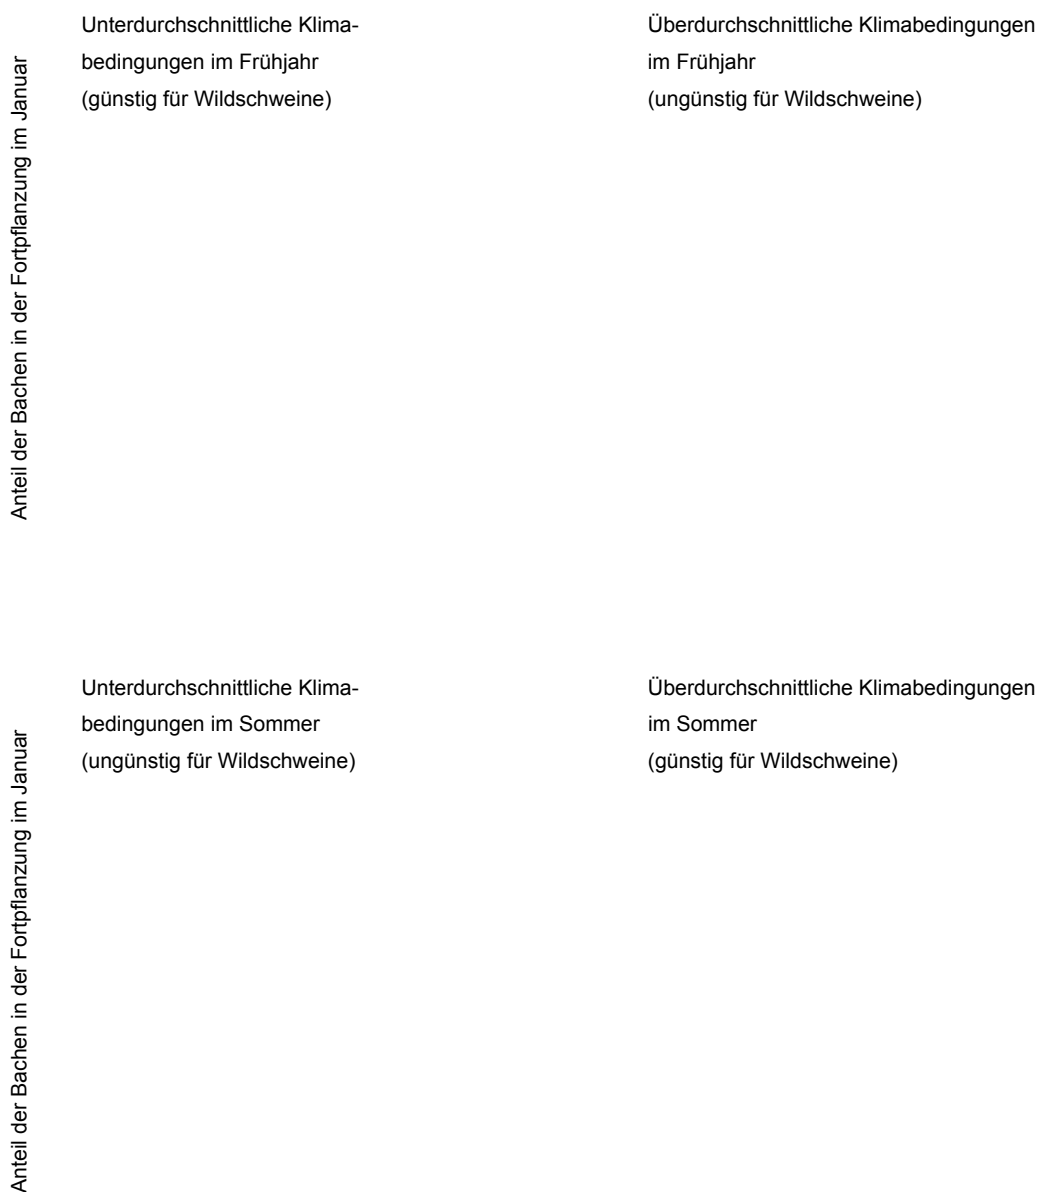 Unterdurchschnittliche Klima-
bedingungen im Frühjahr
(günstig für Wildschweine)
Überdurchschnittliche Klimabedingungen
im Frühjahr
(ungünstig für Wildschweine)
Anteil der Bachen in der Fortpflanzung im Januar
Unterdurchschnittliche Klima-
bedingungen im Sommer
(ungünstig für Wildschweine)
Überdurchschnittliche Klimabedingungen
im Sommer
(günstig für Wildschweine)
Anteil der Bachen in der Fortpflanzung im Januar